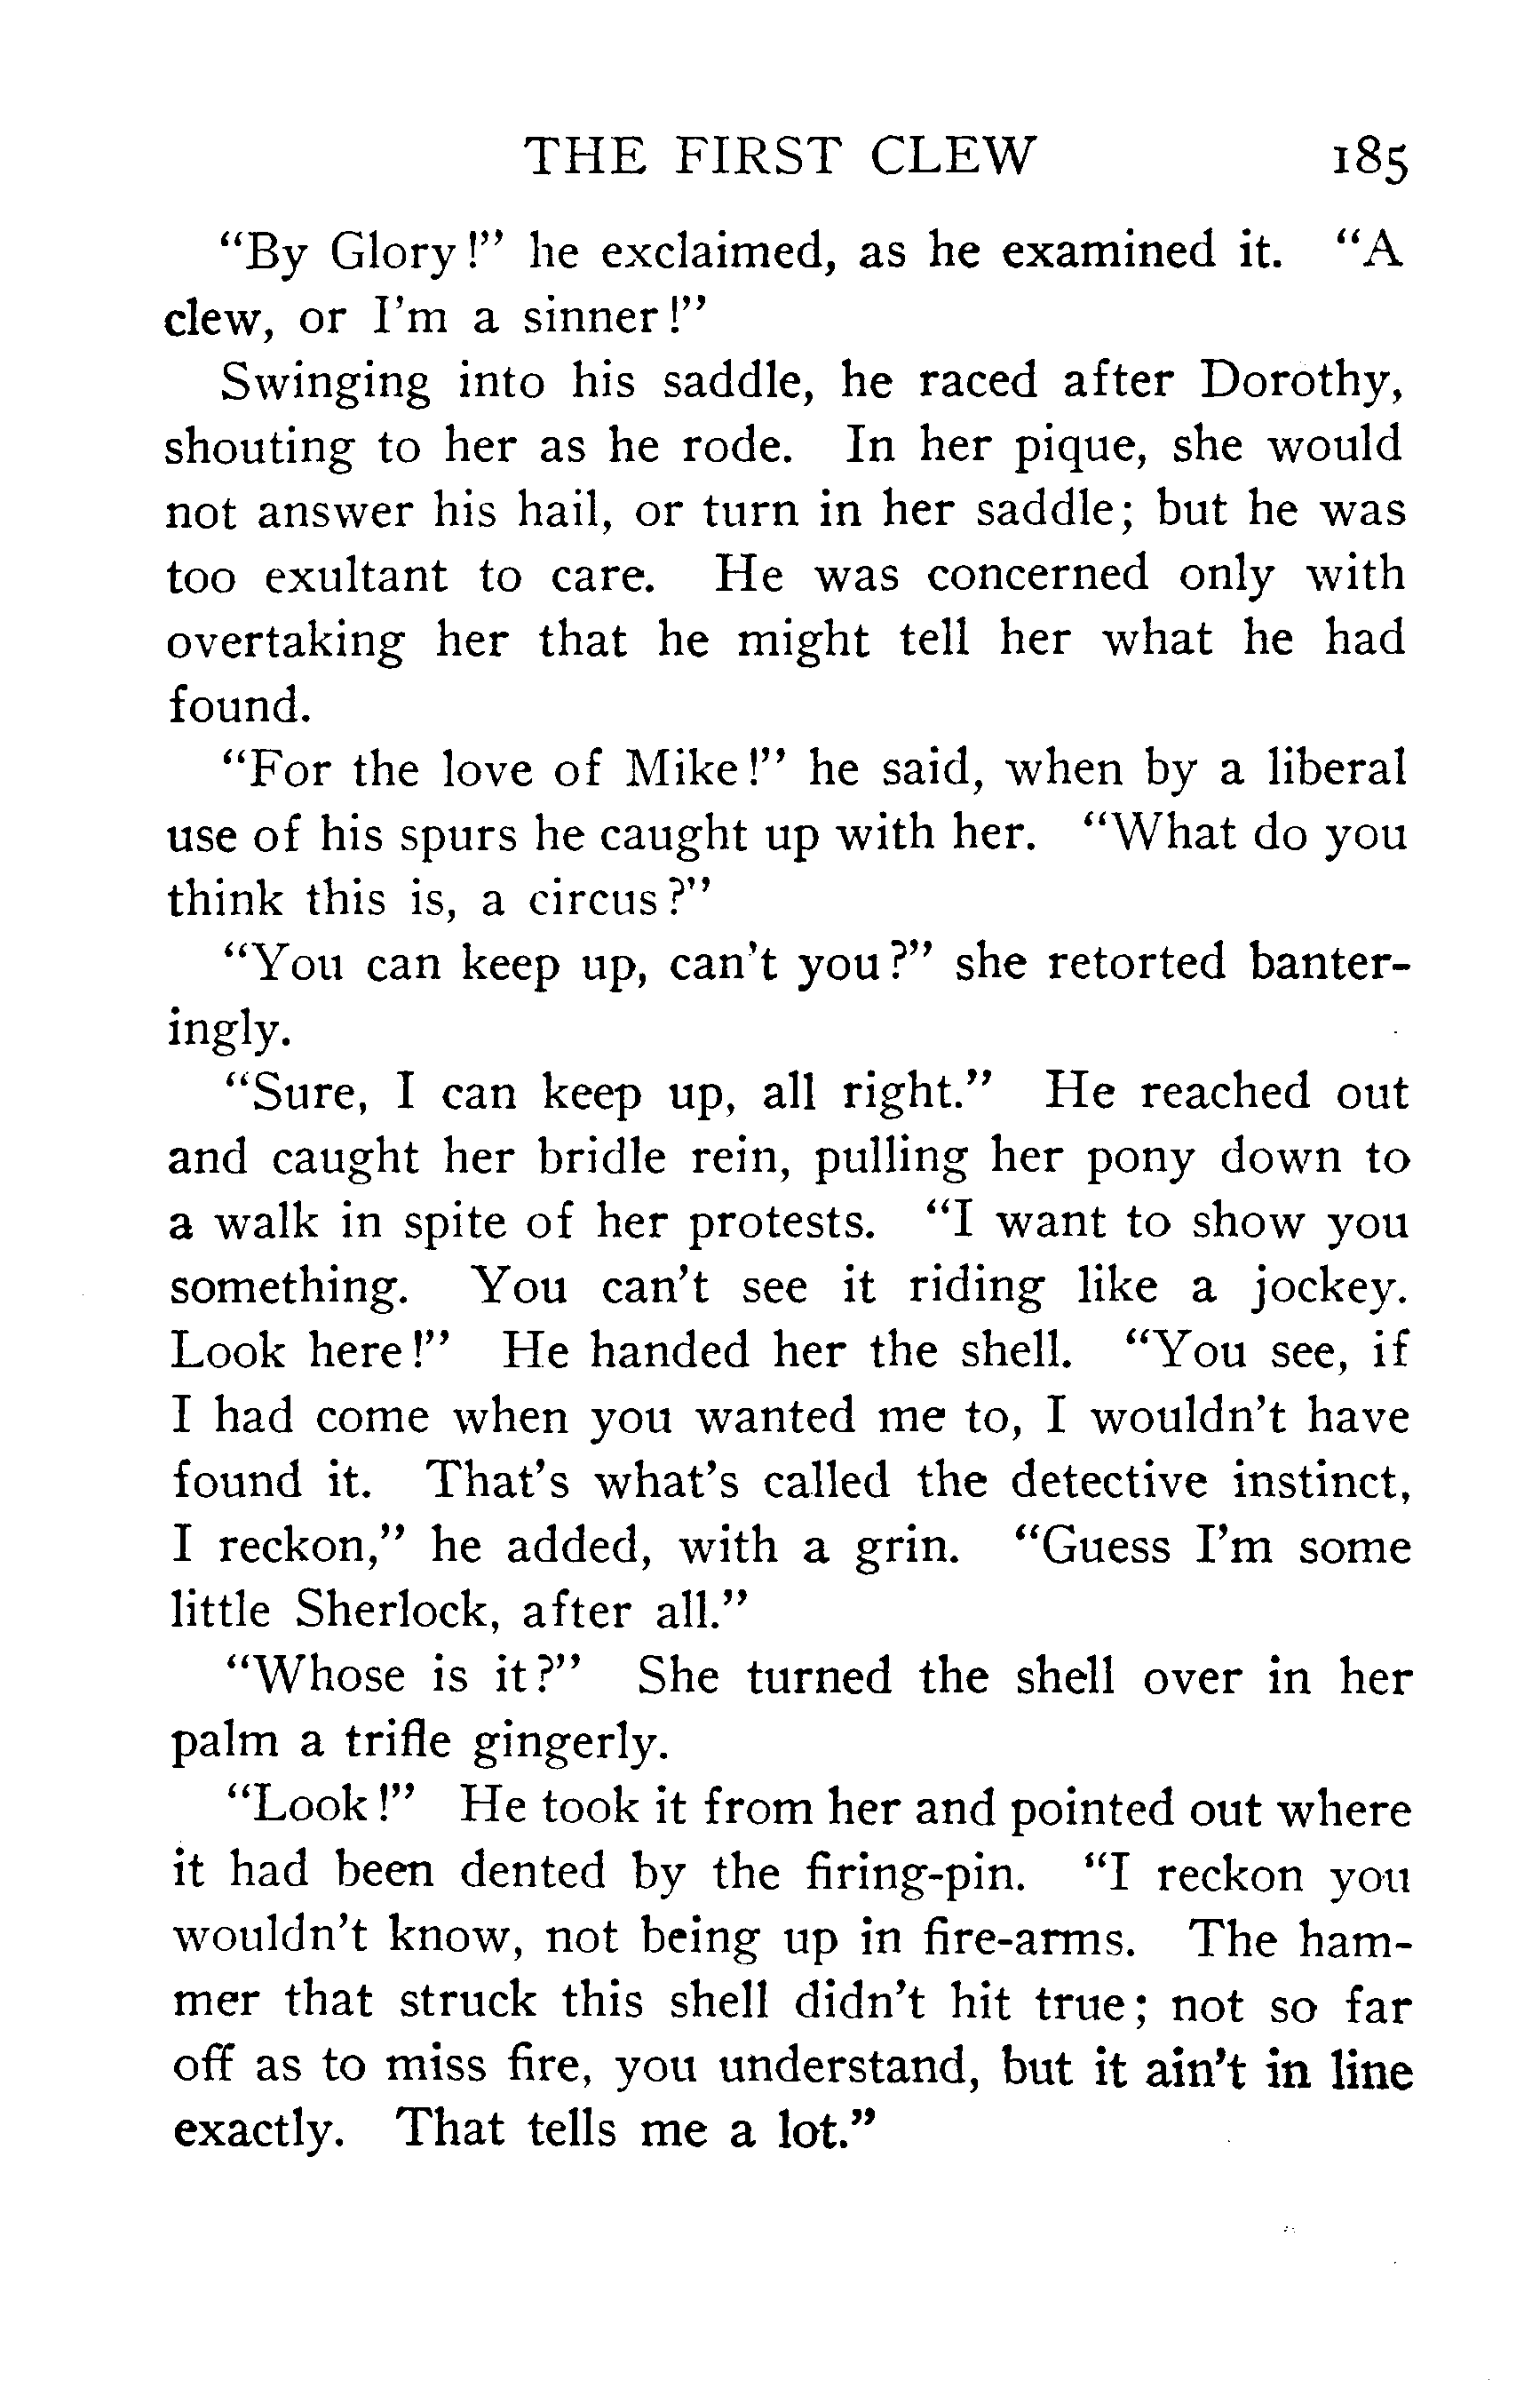 THE FIRST CLEW 185
"By Glory!" he exclaimed, as he examined it. "A
clew, or I'm a sinner!"
Swinging into his saddle, he raced after Dorothy,
shouting to her as he rode. In her pique, she would
not answer his hail, or turn in her saddle; but he was
too exultant to care. He was concerned only with
overtaking her that he might tell her what he had
found.
"For the love of Mike!" he said, when by a liberal
use of his spurs he caught up with her. "What do you
think this is, a circus?"
"You can keep up, can't you?" she retorted banter-
ingly.
"Sure, I can keep up, all right." He reached out
and caught her bridle rein, pulling her pony down to
a walk in spite of her protests. "I want to show you
something. You can't see it riding like a jockey.
Look here!" He handed her the shell. "You see, if
I had come when you wanted me to, I wouldn't have
found it. That's what's called the detective instinct,
I reckon," he added, with a grin. "Guess I'm some
little Sherlock, after all."
"Whose is it?" She turned the shell over in her
palm a trifle gingerly.
"Look!" He took it from her and pointed out where
it had been dented by the firing-pin. "I reckon you
wouldn't know, not being up in fire-arms. The ham-
mer that struck this shell didn't hit true; not so far
off as to miss fire, you understand, but it ain't in line
exactly. That tells me a lot."